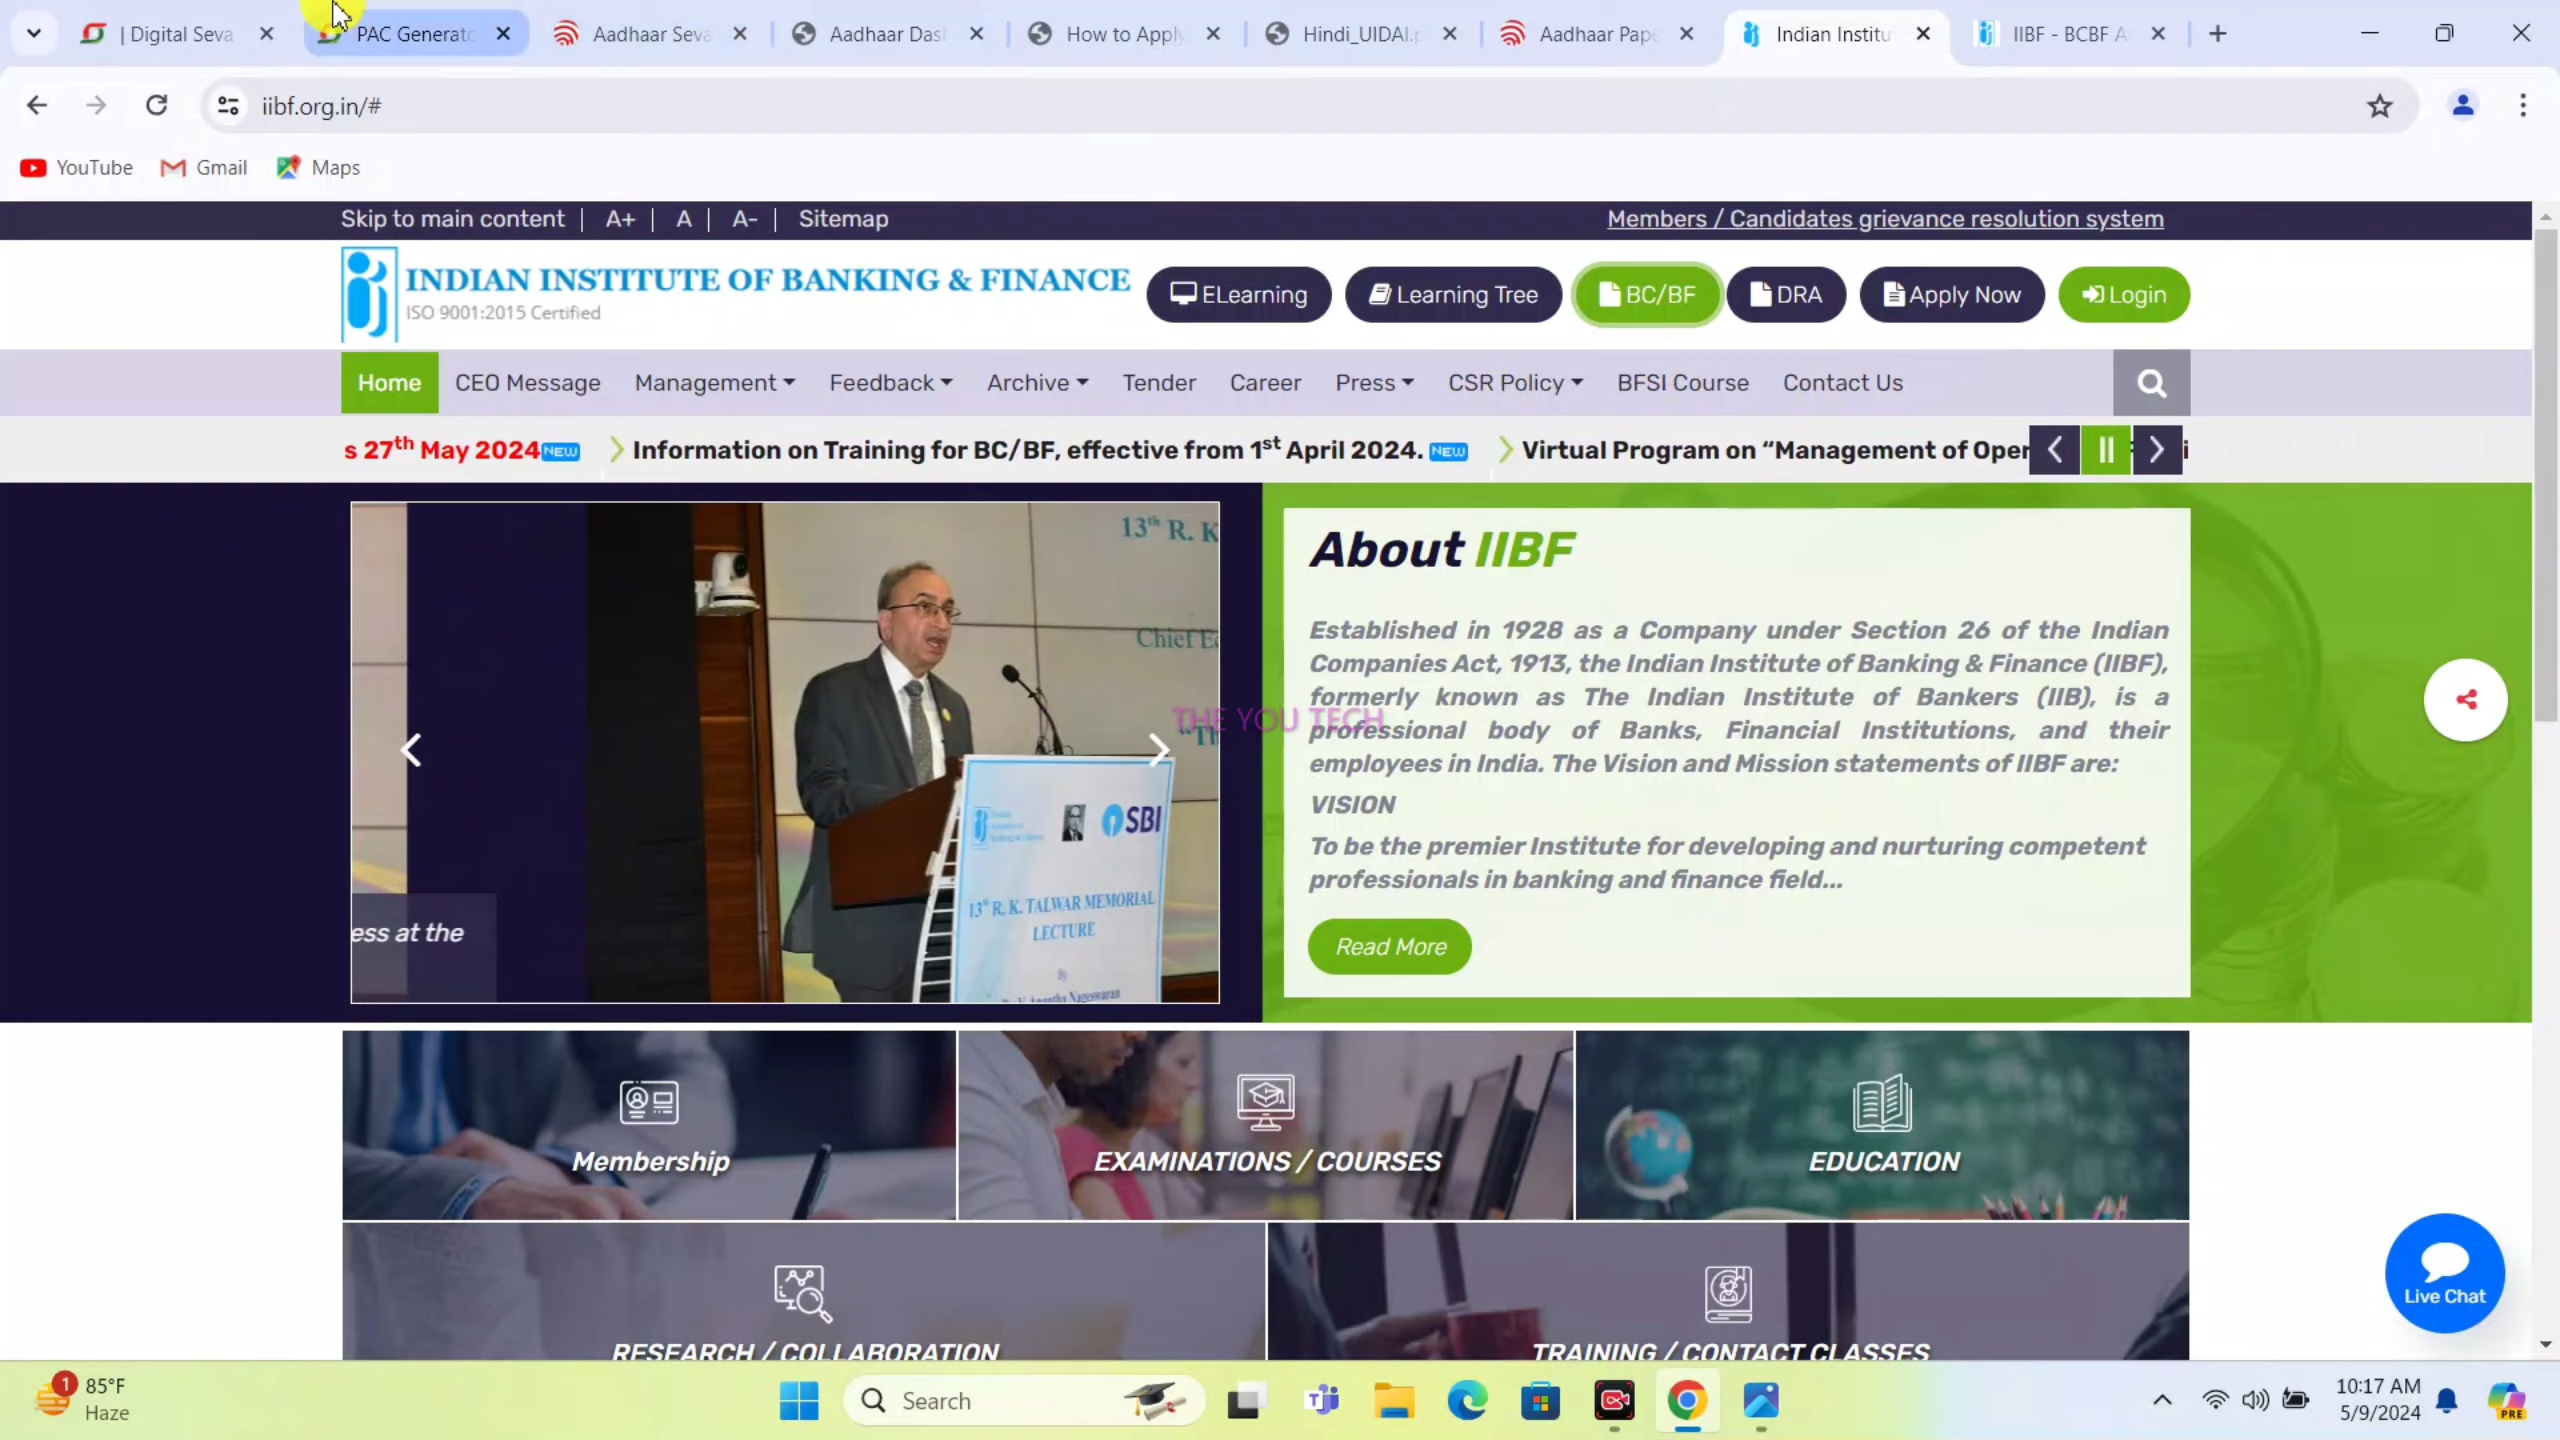 | Digital Seva
PAC Generato
Aadhaar Seva
Aadhaar Das
How to Apply
Hindi_UIDAI.p
Aadhaar Pape
Indian Institu
IIBF - BCBF A
iibf.org.in/#
YouTube
Gmail
Maps
Skip to main content | A+ | A | A- | Sitemap
Members / Candidates grievance resolution system
INDIAN INSTITUTE OF BANKING & FINANCE
ISO 9001:2015 Certified
ELearning
Learning Tree
BC/BF
DRA
Apply Now
Login
Home
CEO Message
Management
Feedback
Archive
Tender
Career
Press
CSR Policy
BFSI Course
Contact Us
s 27th May 2024 NEW
Information on Training for BC/BF, effective from 1st April 2024. NEW
Virtual Program on “Management of Oper
13th R. K
Chief E
“Th
SBI
13th R. K. TALWAR MEMORIAL
LECTURE
By
ess at the
THE YOU TECH
About IIBF
Established in 1928 as a Company under Section 26 of the Indian
Companies Act, 1913, the Indian Institute of Banking & Finance (IIBF),
formerly known as The Indian Institute of Bankers (IIB), is a
professional body of Banks, Financial Institutions, and their
employees in India. The Vision and Mission statements of IIBF are:
VISION
To be the premier Institute for developing and nurturing competent
professionals in banking and finance field...
Read More
Membership
EXAMINATIONS / COURSES
EDUCATION
RESEARCH / COLLABORATION
TRAINING / CONTACT CLASSES
Live Chat
1
85°F
Haze
Search
10:17 AM
5/9/2024
PRE